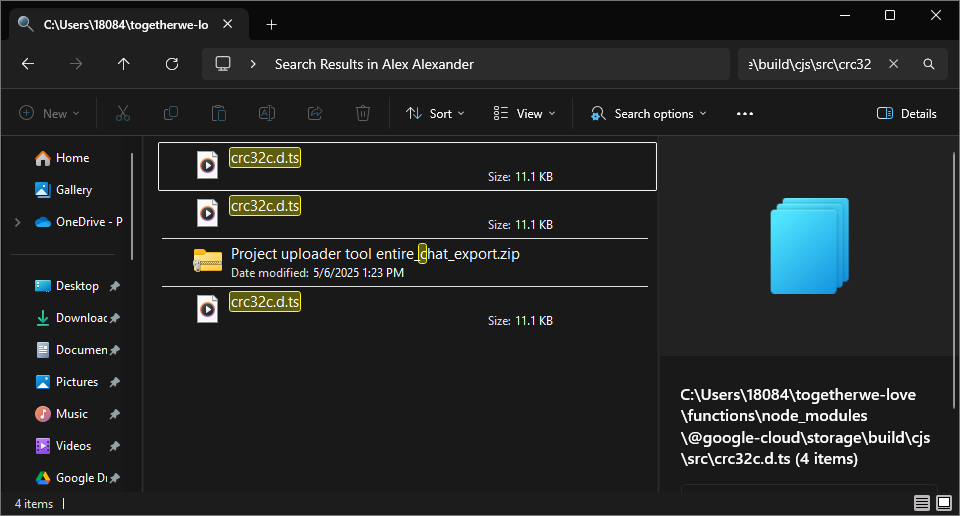 C:\Users\18084\togetherwe-lo
Search Results in Alex Alexander
e\build\cjs\src\crc32
New
Sort
View
Search options
Details
Home
Gallery
OneDrive - P
Desktop
Downloac
Documen
Pictures
Music
Videos
Google Dr
crc32c.d.ts
Size: 11.1 KB
crc32c.d.ts
Size: 11.1 KB
Project uploader tool entire_chat_export.zip
Date modified: 5/6/2025 1:23 PM
crc32c.d.ts
Size: 11.1 KB
C:\Users\18084\togetherwe-love
\functions\node_modules
\@google-cloud\storage\build\cjs
\src\crc32c.d.ts (4 items)
4 items